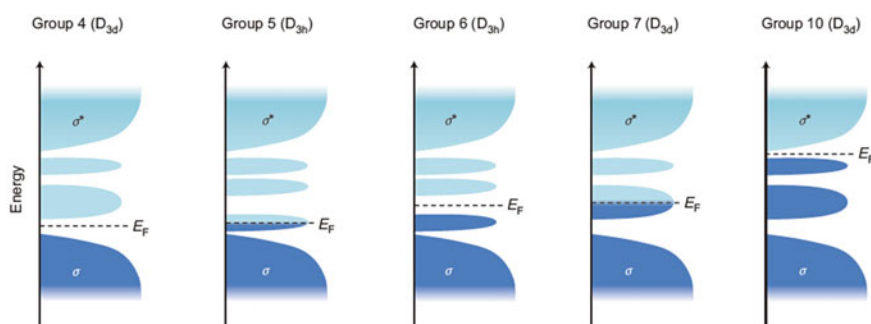 Group 4 (D3d)
Group 5 (D3h)
Group 6 (D3h)
Group 7 (D3d)
Group 10 (D3d)
Energy
σ*
σ*
σ*
σ*
σ*
EF
EF
EF
EF
EF
σ
σ
σ
σ
σ